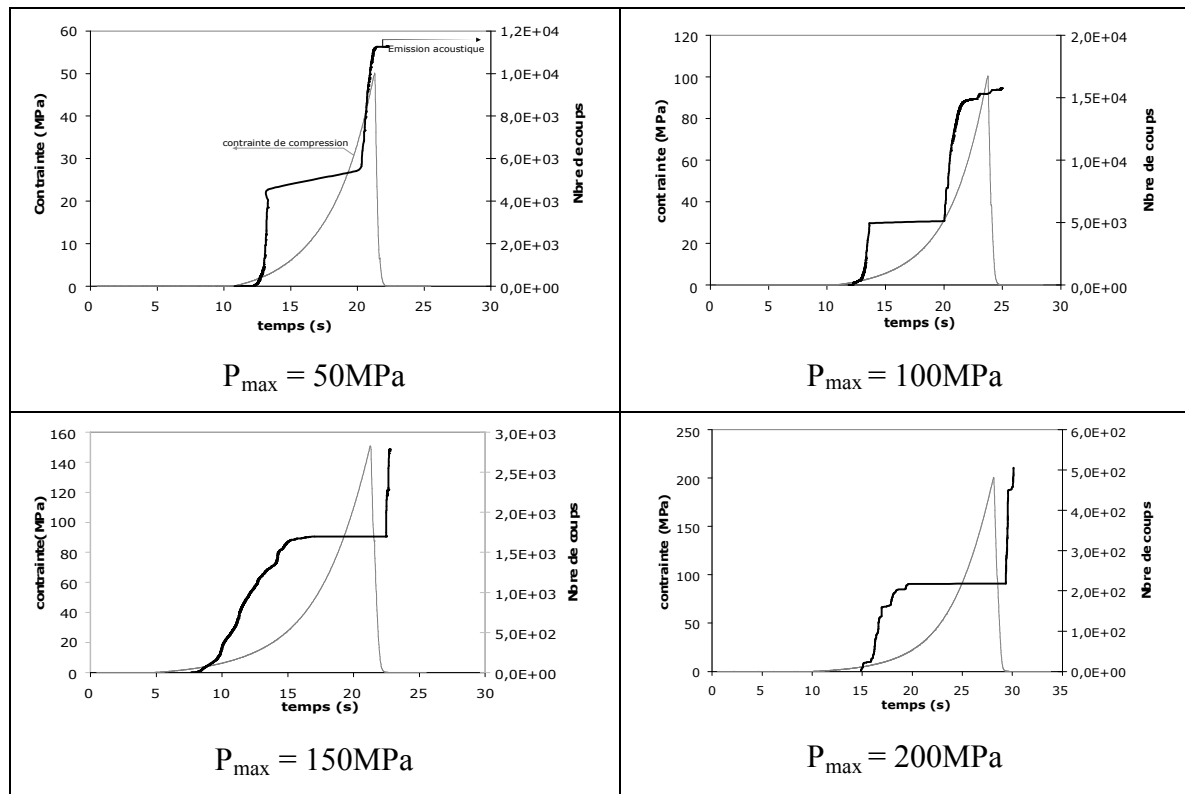 60
50
40
30
20
10
0
Contrainte (MPa)
1,2E+04
1,0E+04
8,0E+03
6,0E+03
4,0E+03
2,0E+03
0,0E+00
Nbre de coups
Emission acoustique
contrainte de compression
0 5 10 15 20 25 30
temps (s)
Pmax = 50MPa
120
100
80
60
40
20
0
contrainte (MPa)
2,0E+04
1,5E+04
1,0E+04
5,0E+03
0,0E+00
Nbre de coups
0 5 10 15 20 25 30
temps (s)
Pmax = 100MPa
160
140
120
100
80
60
40
20
0
contrainte(MPa)
3,0E+03
2,5E+03
2,0E+03
1,5E+03
1,0E+03
5,0E+02
0,0E+00
Nbre de coups
0 5 10 15 20 25 30
temps (s)
Pmax = 150MPa
250
200
150
100
50
0
contrainte (MPa)
6,0E+02
5,0E+02
4,0E+02
3,0E+02
2,0E+02
1,0E+02
0,0E+00
Nbre de coups
0 5 10 15 20 25 30 35
temps (s)
Pmax = 200MPa